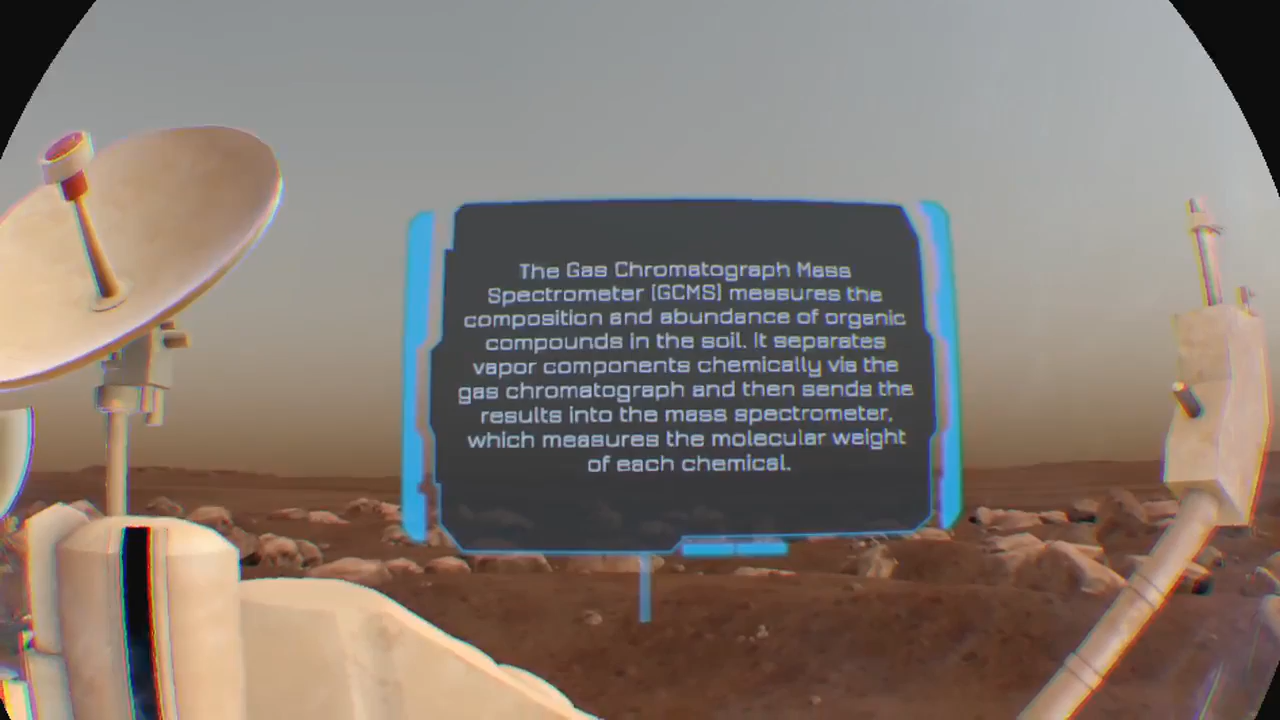 The Gas Chromatograph Mass
Spectrometer (GCMS) measures the
composition and abundance of organic
compounds in the soil. It separates
vapor components chemically via the
gas chromatograph and then sends the
results into the mass spectrometer,
which measures the molecular weight
of each chemical.